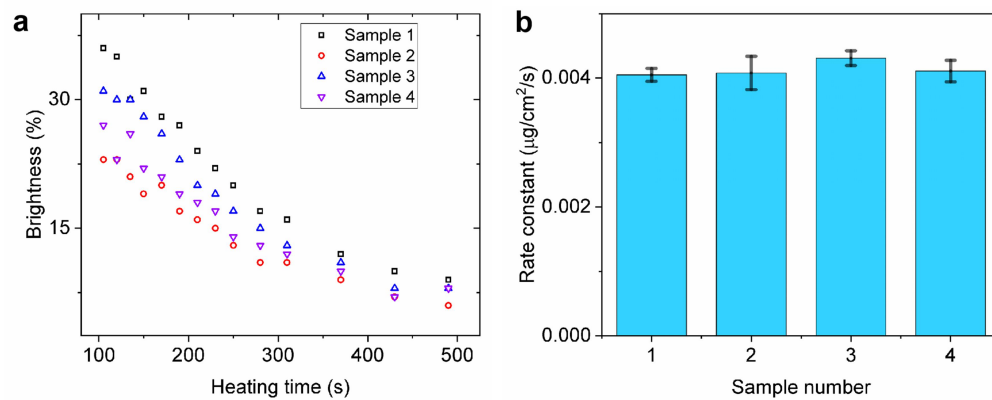 a
Sample 1
Sample 2
Sample 3
Sample 4
30
15
Brightness (%)
100
200
300
400
500
Heating time (s)
b
0.004
0.002
0.000
Rate constant (μg/cm²/s)
1
2
3
4
Sample number